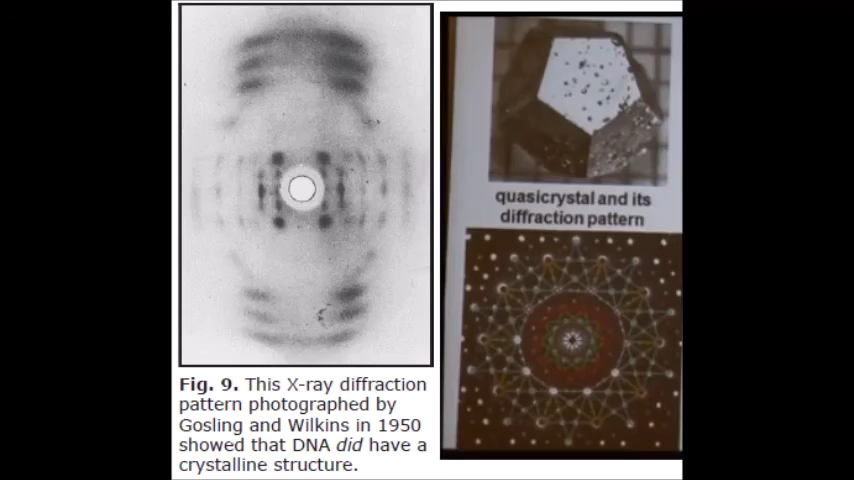 quasicrystal and its
diffraction pattern
Fig. 9. This X-ray diffraction
pattern photographed by
Gosling and Wilkins in 1950
showed that DNA did have a
crystalline structure.